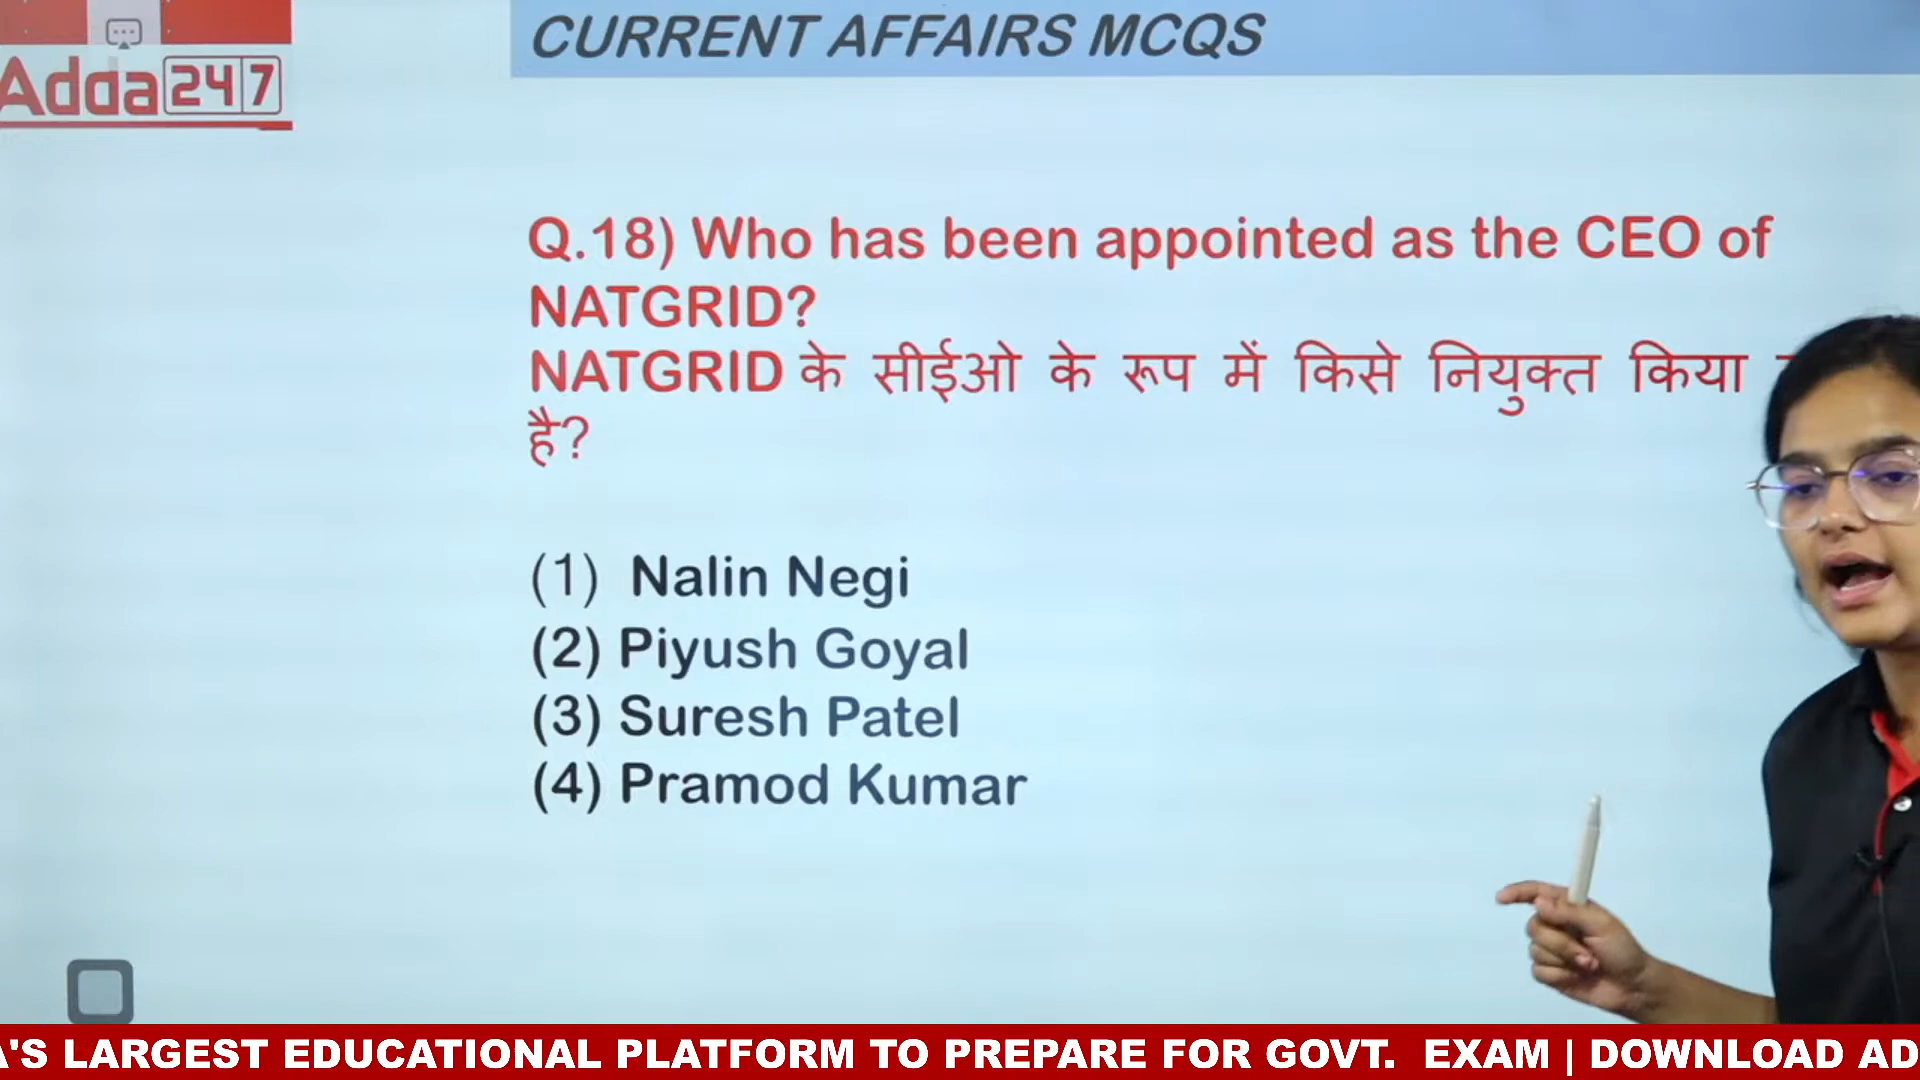 CURRENT AFFAIRS MCQS
Adda247
Q.18) Who has been appointed as the CEO of
NATGRID?
NATGRID के सीईओ के रूप में किसे नियुक्त किया
है?
(1) Nalin Negi
(2) Piyush Goyal
(3) Suresh Patel
(4) Pramod Kumar
A'S LARGEST EDUCATIONAL PLATFORM TO PREPARE FOR GOVT. EXAM | DOWNLOAD AD